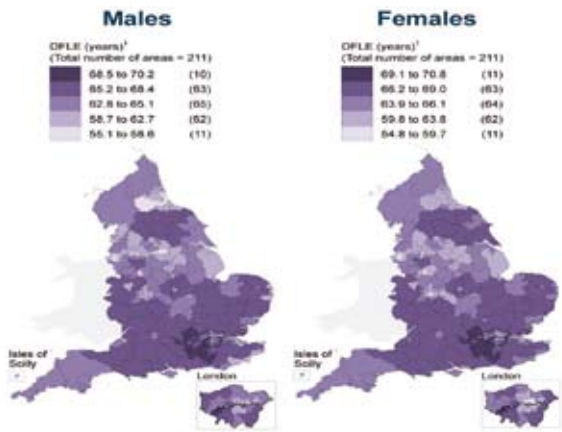 Males
DFLE (years)¹
(Total number of areas = 211)
68.5 to 70.2 (10)
65.2 to 68.4 (63)
62.8 to 65.1 (65)
58.7 to 62.7 (62)
55.1 to 58.6 (11)
Females
DFLE (years)¹
(Total number of areas = 211)
69.1 to 70.8 (11)
66.2 to 69.0 (63)
63.9 to 66.1 (64)
59.8 to 63.8 (62)
54.8 to 59.7 (11)
Isles of
Scilly
London
Isles of
Scilly
London